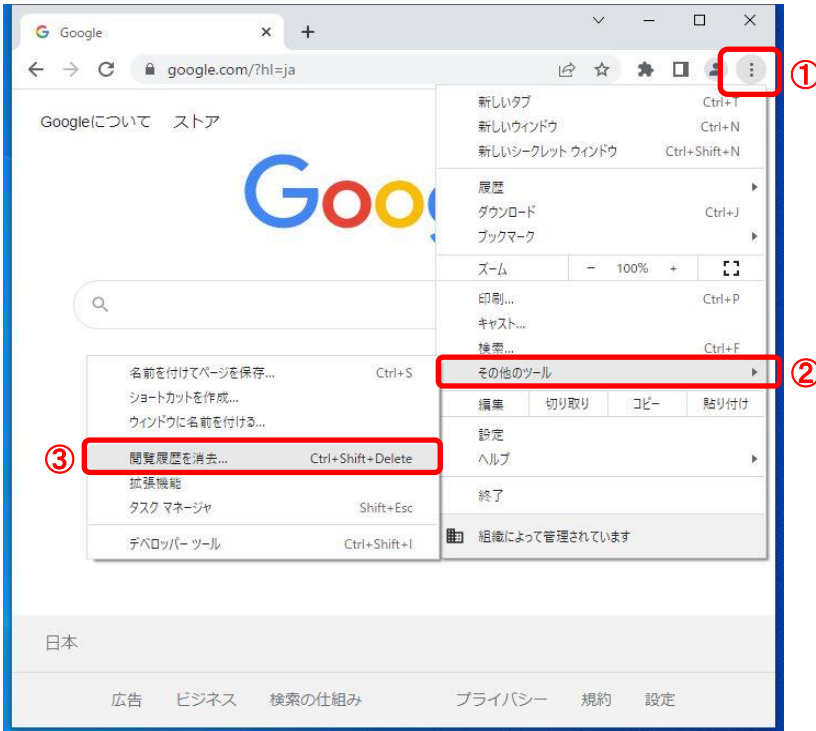 Google
google.com/?hl=ja
①
Googleについて ストア
Goo
新しいタブ Ctrl+T
新しいウィンドウ Ctrl+N
新しいシークレット ウィンドウ Ctrl+Shift+N
履歴
ダウンロード Ctrl+J
ブックマーク
ズーム - 100% +
印刷... Ctrl+P
キャスト...
検索... Ctrl+F
その他のツール
②
編集 切り取り コピー 貼り付け
設定
ヘルプ
終了
組織によって管理されています
名前を付けてページを保存... Ctrl+S
ショートカットを作成...
ウィンドウに名前を付ける...
③
閲覧履歴を消去... Ctrl+Shift+Delete
拡張機能
タスク マネージャ Shift+Esc
デベロッパー ツール Ctrl+Shift+I
日本
広告 ビジネス 検索の仕組み プライバシー 規約 設定